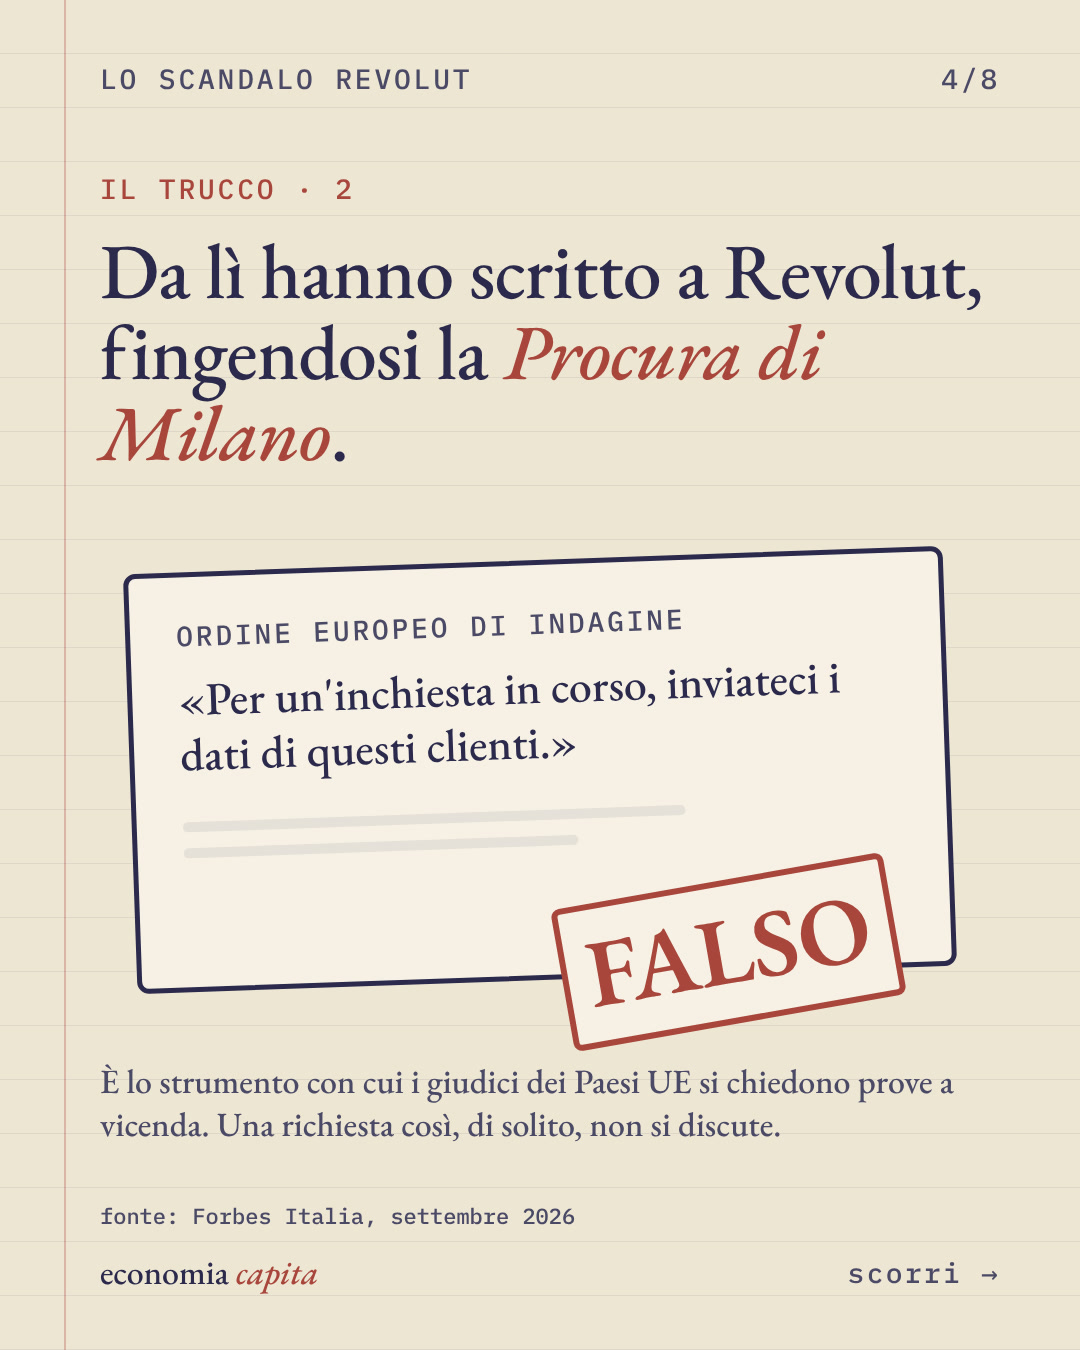 LO SCANDALO REVOLUT 4/8
IL TRUCCO · 2
Da lì hanno scritto a Revolut,
fingendosi la Procura di
Milano.
ORDINE EUROPEO DI INDAGINE
«Per un'inchiesta in corso, inviateci i
dati di questi clienti.»
FALSO
È lo strumento con cui i giudici dei Paesi UE si chiedono prove a
vicenda. Una richiesta così, di solito, non si discute.
fonte: Forbes Italia, settembre 2026
economia capita scorri →